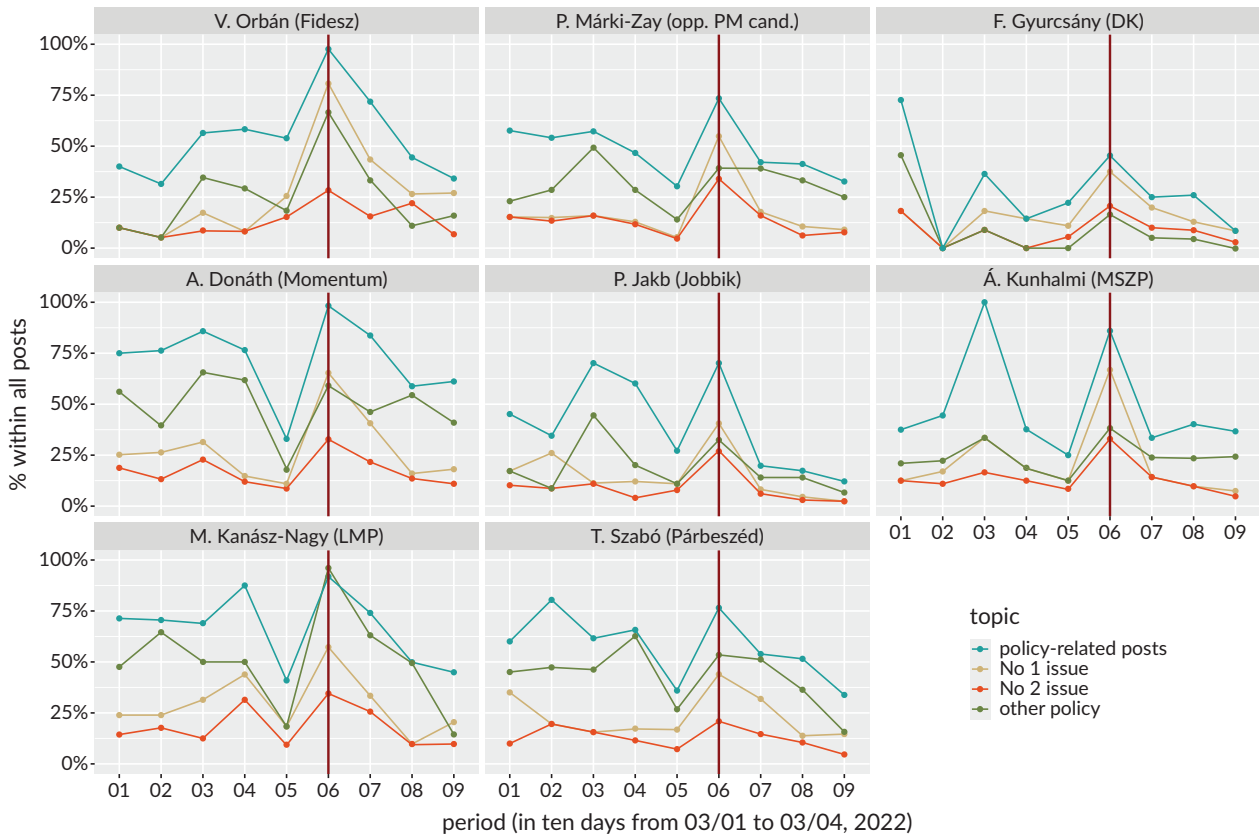 V. Orbán (Fidesz)
P. Márki-Zay (opp. PM cand.)
F. Gyurcsány (DK)
100%
75%
50%
25%
0%
A. Donáth (Momentum)
P. Jakb (Jobbik)
Á. Kunhalmi (MSZP)
100%
75%
50%
25%
0%
% within all posts
01 02 03 04 05 06 07 08 09
M. Kanász-Nagy (LMP)
T. Szabó (Párbeszéd)
100%
75%
50%
25%
0%
01 02 03 04 05 06 07 08 09
01 02 03 04 05 06 07 08 09
topic
policy-related posts
No 1 issue
No 2 issue
other policy
period (in ten days from 03/01 to 03/04, 2022)